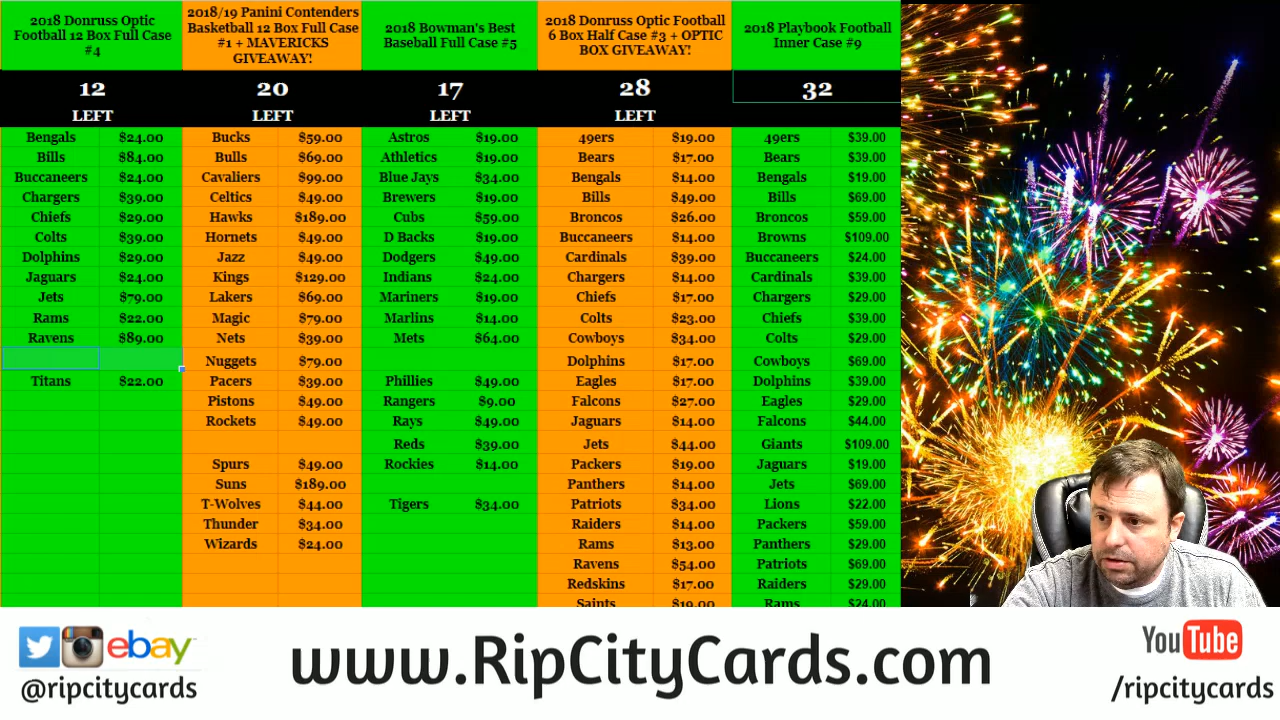 2018 Donruss Optic
Football 12 Box Full Case
#4
2018/19 Panini Contenders
Basketball 12 Box Full Case
#1 + MAVERICKS
GIVEAWAY!
2018 Bowman's Best
Baseball Full Case #5
2018 Donruss Optic Football
6 Box Half Case #3 + OPTIC
BOX GIVEAWAY!
2018 Playbook Football
Inner Case #9
12 20 17 28 32
LEFT LEFT LEFT LEFT
Bengals $24.00 Bucks $59.00 Astros $19.00 49ers $19.00 49ers $39.00
Bills $84.00 Bulls $69.00 Athletics $19.00 Bears $17.00 Bears $39.00
Buccaneers $24.00 Cavaliers $99.00 Blue Jays $34.00 Bengals $14.00 Bengals $19.00
Chargers $39.00 Celtics $49.00 Brewers $19.00 Bills $49.00 Bills $69.00
Chiefs $29.00 Hawks $189.00 Cubs $59.00 Broncos $26.00 Broncos $59.00
Colts $39.00 Hornets $49.00 D Backs $19.00 Buccaneers $14.00 Browns $109.00
Dolphins $29.00 Jazz $49.00 Dodgers $49.00 Cardinals $39.00 Buccaneers $24.00
Jaguars $24.00 Kings $129.00 Indians $24.00 Chargers $14.00 Cardinals $39.00
Jets $79.00 Lakers $69.00 Mariners $19.00 Chiefs $17.00 Chargers $29.00
Rams $22.00 Magic $79.00 Marlins $14.00 Colts $23.00 Chiefs $39.00
Ravens $89.00 Nets $39.00 Mets $64.00 Cowboys $34.00 Colts $29.00
Nuggets $79.00 Dolphins $17.00 Cowboys $69.00
Titans $22.00 Pacers $39.00 Phillies $49.00 Eagles $17.00 Dolphins $39.00
Pistons $49.00 Rangers $9.00 Falcons $27.00 Eagles $29.00
Rockets $49.00 Rays $49.00 Jaguars $14.00 Falcons $44.00
Reds $39.00 Jets $44.00 Giants $109.00
Spurs $49.00 Rockies $14.00 Packers $19.00 Jaguars $19.00
Suns $189.00 Panthers $14.00 Jets $69.00
T-Wolves $44.00 Tigers $34.00 Patriots $34.00 Lions $22.00
Thunder $34.00 Raiders $14.00 Packers $59.00
Wizards $24.00 Rams $13.00 Panthers $29.00
Ravens $54.00 Patriots $69.00
Redskins $17.00 Raiders $29.00
Saints $19.00 Rams $24.00
ebay
@ripcitycards
www.RipCityCards.com
YouTube
/ripcitycards